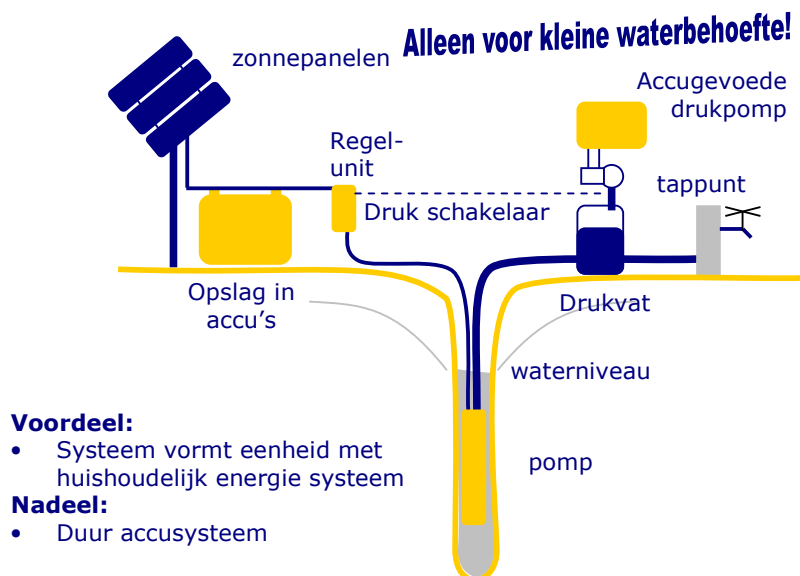 Alleen voor kleine waterbehoefte!
zonnepanelen
Accugevoede
drukpomp
Regel-
unit
tappunt
Druk schakelaar
Opslag in
accu's
Drukvat
waterniveau
Voordeel:
• Systeem vormt eenheid met
huishoudelijk energie systeem
pomp
Nadeel:
• Duur accusysteem